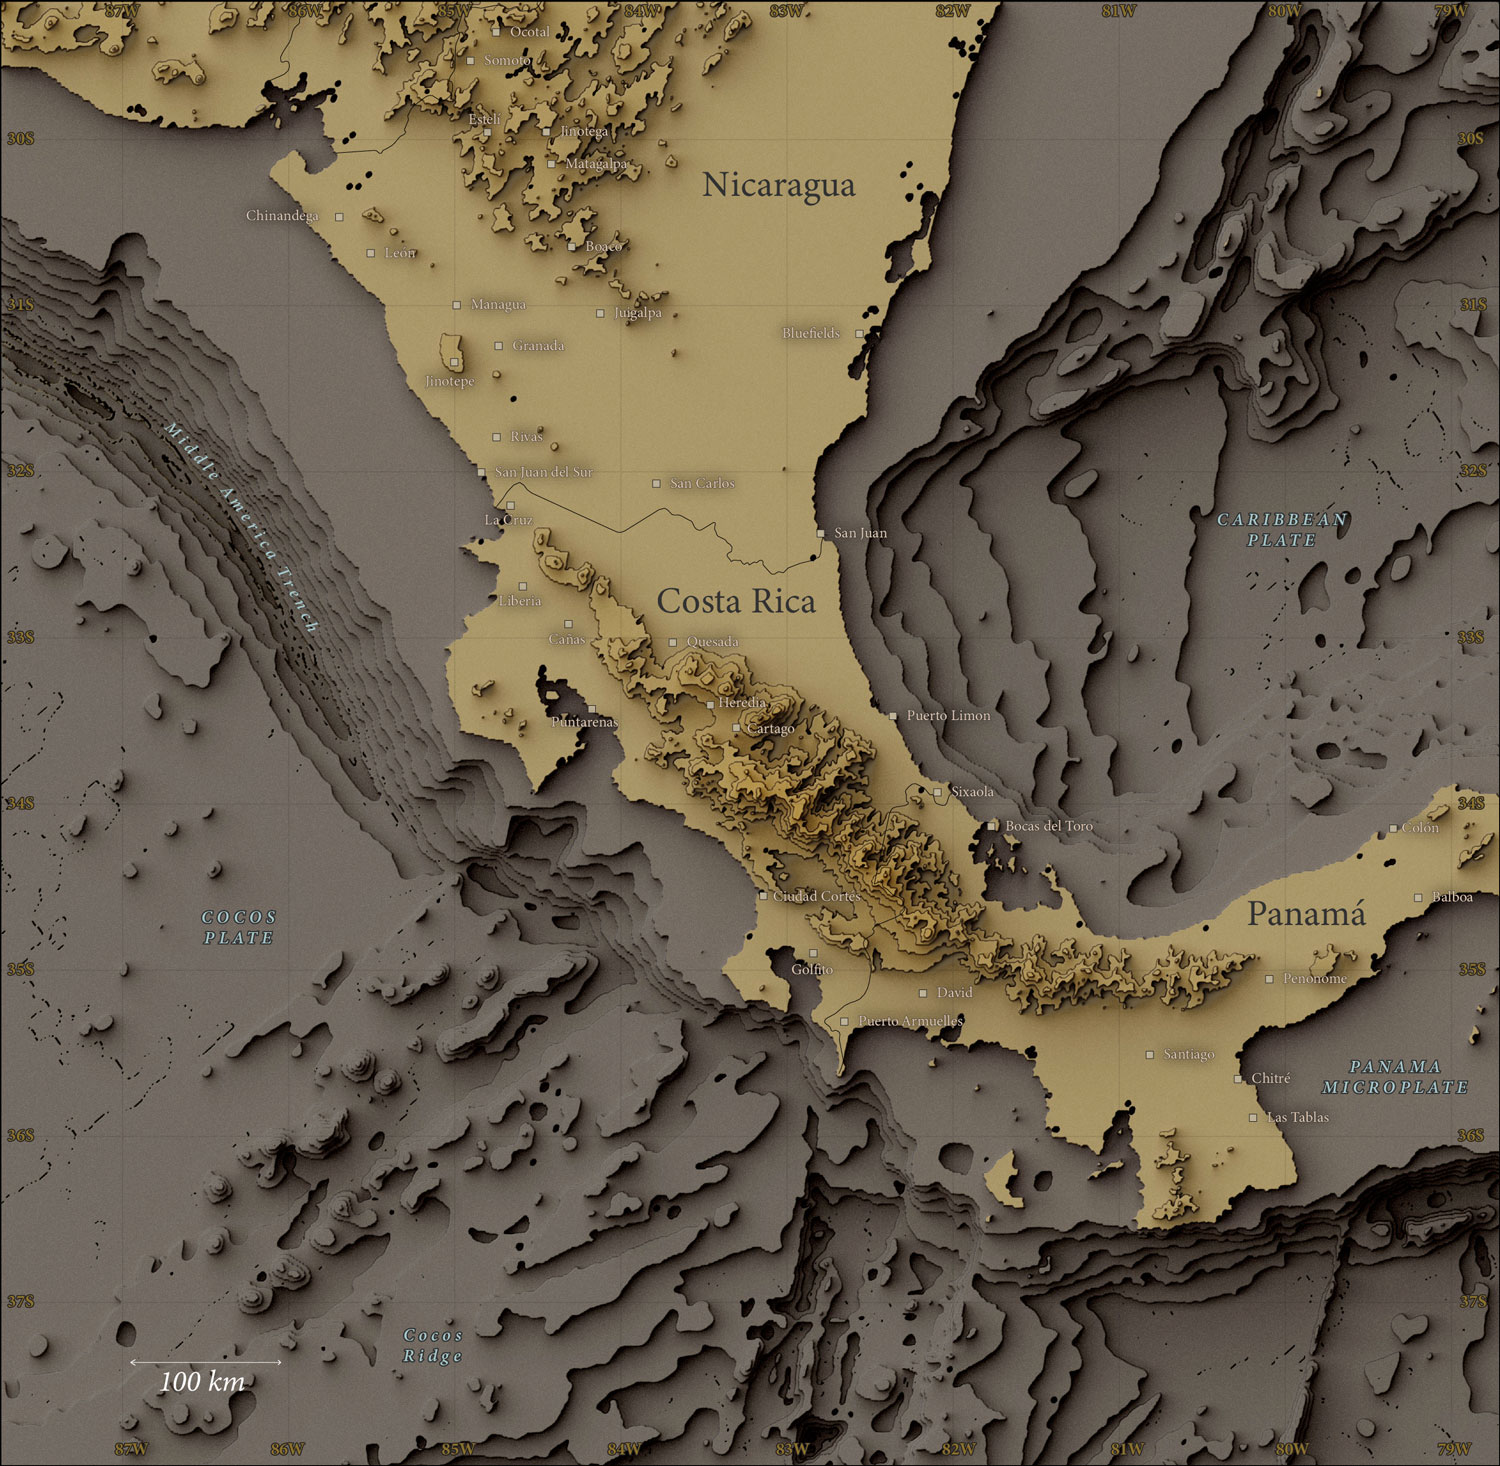 87W 86W 85W 84W 83W 82W 81W 80W 79W
Ocotal
Somoto
Estelí
Jinotega
30S 30S
Matagalpa
Nicaragua
Chinandega
Boaco
León
31S Managua 31S
Juigalpa
Bluefields
Granada
Jinotepe
Middle America Trench
Rivas
32S San Juan del Sur 32S
San Carlos
La Cruz
CARIBBEAN
PLATE
San Juan
Liberia
Costa Rica
Cañas
33S Quesada 33S
Heredia
Puntarenas
Puerto Limon
Cartago
Sixaola
34S 34S
Bocas del Toro
Colon
Ciudad Cortés
Balboa
COCOS
PLATE
Panamá
35S Golfito 35S
Penonome
David
Puerto Armuelles
Santiago
PANAMA
MICROPLATE
Chitré
Las Tablas
36S 36S
37S 37S
Cocos
Ridge
100 km
87W 86W 85W 84W 83W 82W 81W 80W 79W